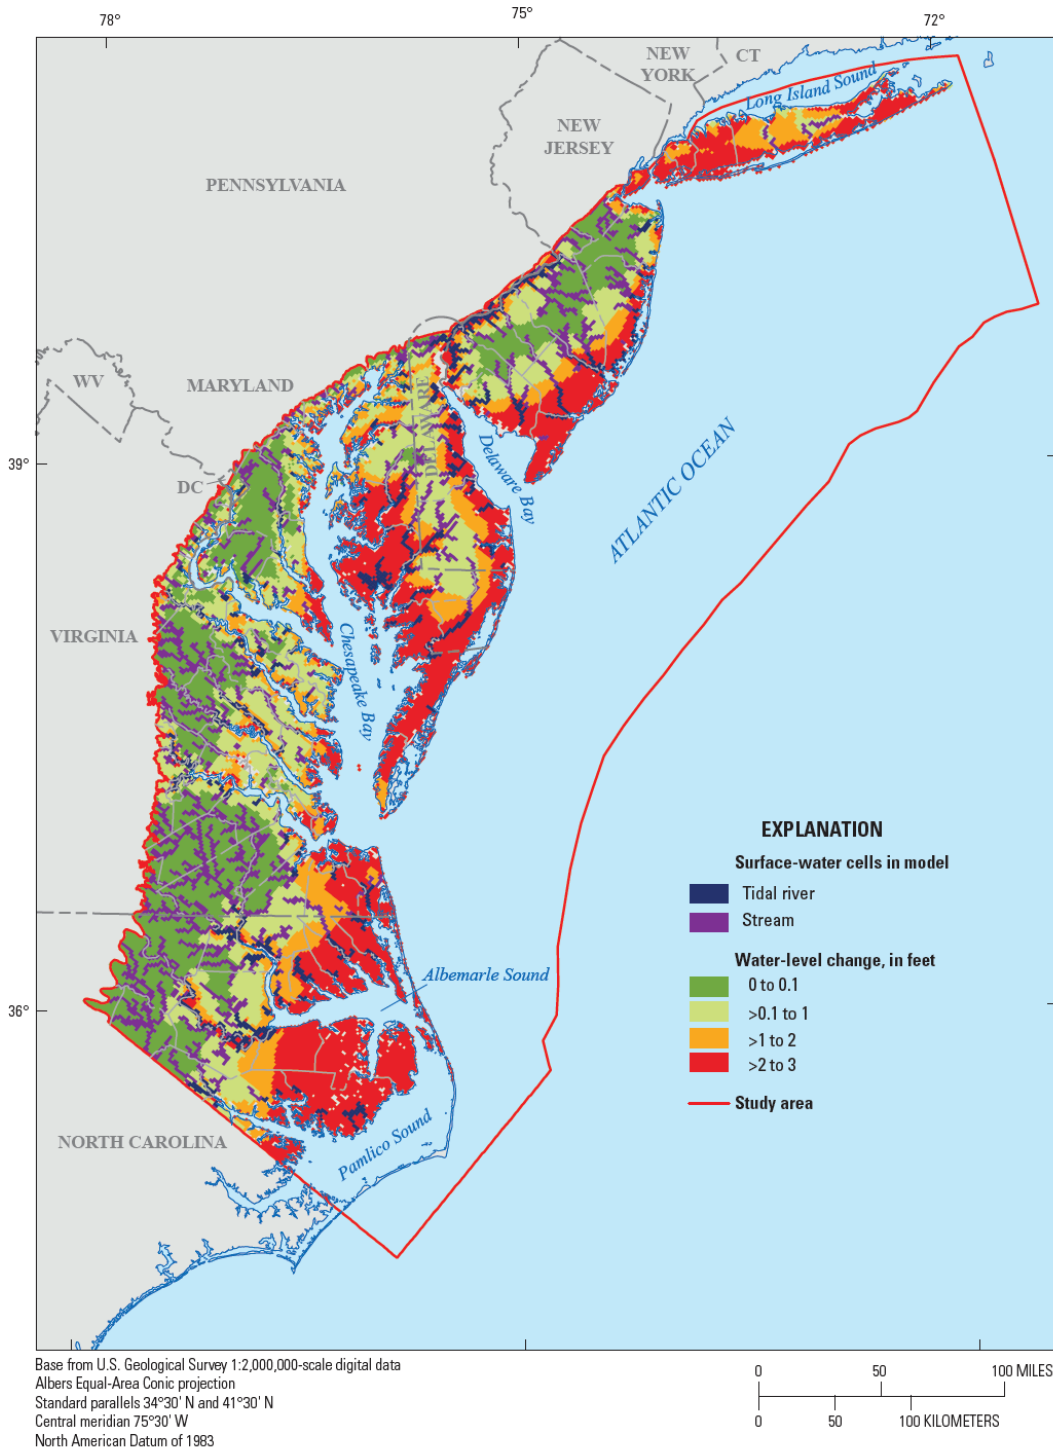 78°
75°
72°
NEW
YORK
CT
Long Island Sound
NEW
JERSEY
PENNSYLVANIA
WV
MARYLAND
DELAWARE
39°
DC
Delaware Bay
ATLANTIC OCEAN
VIRGINIA
Chesapeake Bay
EXPLANATION
Surface-water cells in model
Tidal river
Stream
Water-level change, in feet
0 to 0.1
>0.1 to 1
>1 to 2
>2 to 3
Study area
Albemarle Sound
36°
NORTH CAROLINA
Pamlico Sound
Base from U.S. Geological Survey 1:2,000,000-scale digital data
Albers Equal-Area Conic projection
Standard parallels 34°30' N and 41°30' N
Central meridian 75°30' W
North American Datum of 1983
0 50 100 MILES
0 50 100 KILOMETERS